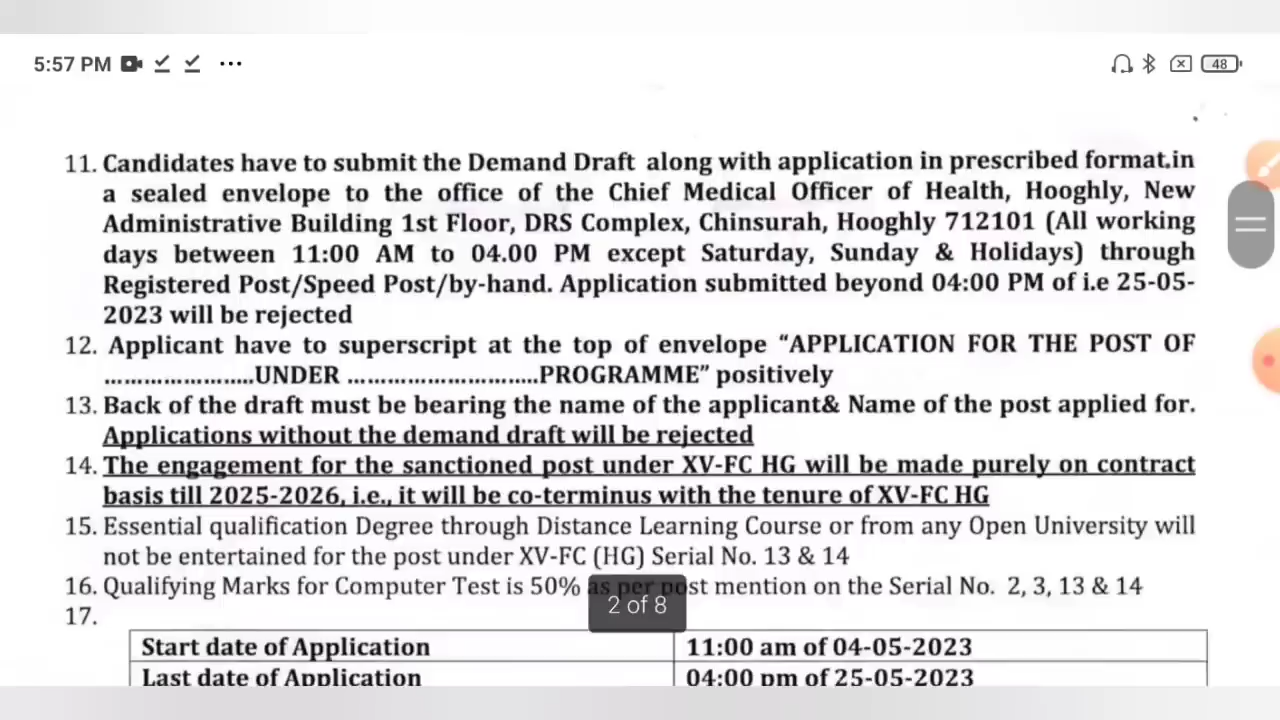 5:57 PM
48
11. Candidates have to submit the Demand Draft along with application in prescribed format.in
a sealed envelope to the office of the Chief Medical Officer of Health, Hooghly, New
Administrative Building 1st Floor, DRS Complex, Chinsurah, Hooghly 712101 (All working
days between 11:00 AM to 04.00 PM except Saturday, Sunday & Holidays) through
Registered Post/Speed Post/by-hand. Application submitted beyond 04:00 PM of i.e 25-05-
2023 will be rejected
12. Applicant have to superscript at the top of envelope “APPLICATION FOR THE POST OF
........................UNDER ..............................PROGRAMME” positively
13. Back of the draft must be bearing the name of the applicant& Name of the post applied for.
Applications without the demand draft will be rejected
14. The engagement for the sanctioned post under XV-FC HG will be made purely on contract
basis till 2025-2026, i.e., it will be co-terminus with the tenure of XV-FC HG
15. Essential qualification Degree through Distance Learning Course or from any Open University will
not be entertained for the post under XV-FC (HG) Serial No. 13 & 14
16. Qualifying Marks for Computer Test is 50% as per post mention on the Serial No. 2, 3, 13 & 14
2 of 8
17.
Start date of Application 11:00 am of 04-05-2023
Last date of Application 04:00 pm of 25-05-2023